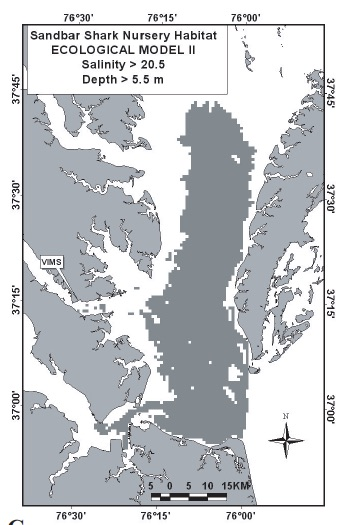 76°30' 76°15' 76°00'
Sandbar Shark Nursery Habitat
ECOLOGICAL MODEL II
Salinity > 20.5
Depth > 5.5 m
37°45' 37°45'
37°30' 37°30'
VIMS
37°15' 37°15'
37°00' 37°00'
N
5 0 5 10 15KM
76°30' 76°15' 76°00'